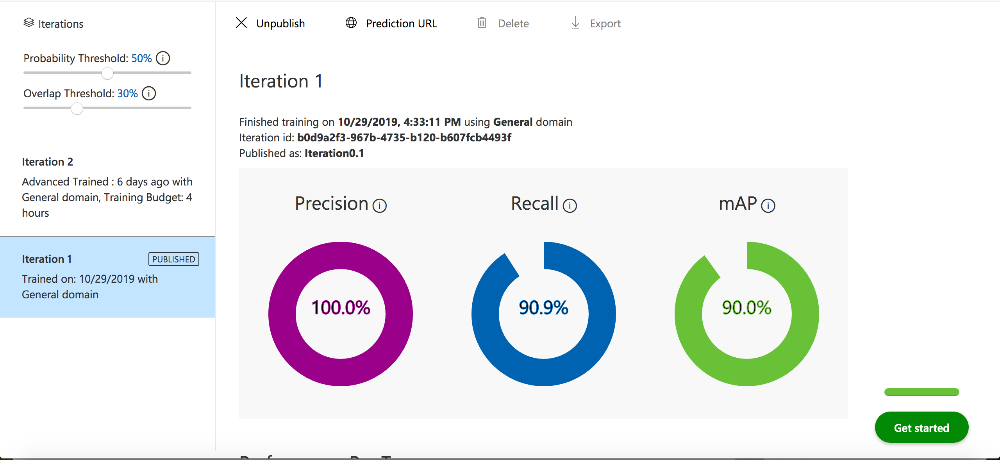 Iterations
Probability Threshold: 50%
Overlap Threshold: 30%
Iteration 2
Advanced Trained : 6 days ago with
General domain, Training Budget: 4
hours
Iteration 1 PUBLISHED
Trained on: 10/29/2019 with
General domain
Unpublish Prediction URL Delete Export
Iteration 1
Finished training on 10/29/2019, 4:33:11 PM using General domain
Iteration id: b0d9a2f3-967b-4735-b120-b607fcb4493f
Published as: Iteration0.1
Precision Recall mAP
100.0% 90.9% 90.0%
Get started